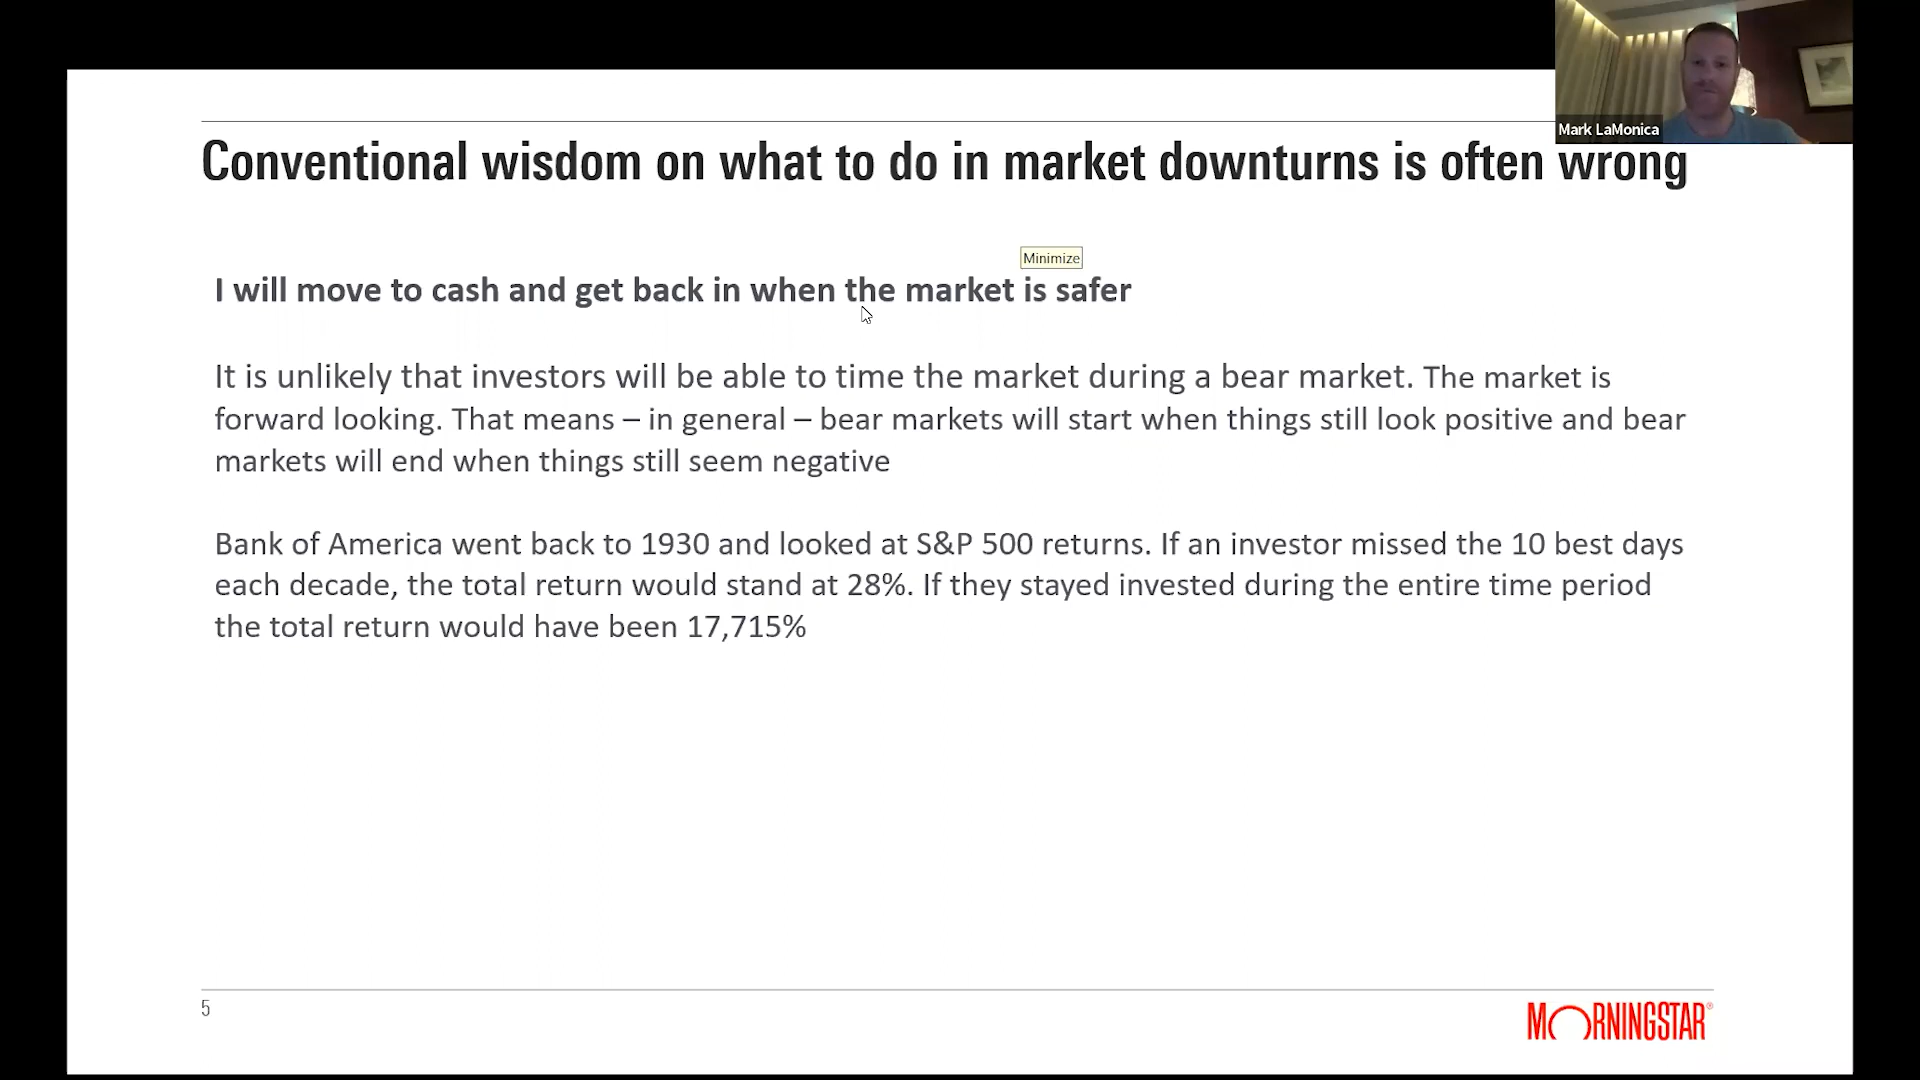 Mark LaMonica
Conventional wisdom on what to do in market downturns is often wrong
Minimize
I will move to cash and get back in when the market is safer
It is unlikely that investors will be able to time the market during a bear market. The market is
forward looking. That means – in general – bear markets will start when things still look positive and bear
markets will end when things still seem negative
Bank of America went back to 1930 and looked at S&P 500 returns. If an investor missed the 10 best days
each decade, the total return would stand at 28%. If they stayed invested during the entire time period
the total return would have been 17,715%
5
MORNINGSTAR®